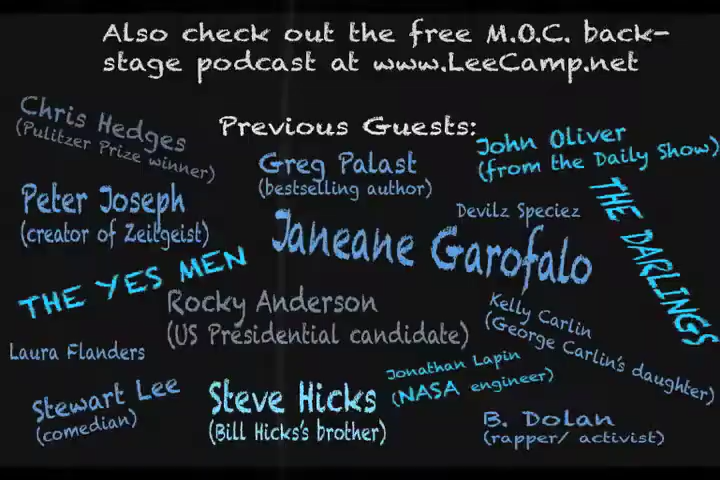 Also check out the free M.O.C. back-
stage podcast at www.LeeCamp.net
Previous Guests:
Chris Hedges
(Pulitzer Prize winner)
Greg Palast
(bestselling author)
John Oliver
(from the Daily Show)
Peter Joseph
(creator of Zeitgeist)
Devilz Speciez
Janeane Garofalo
THE DARLINGS
THE YES MEN
Rocky Anderson
(US Presidential candidate)
Kelly Carlin
(George Carlin's daughter)
Laura Flanders
Jonathan Lapin
(NASA engineer)
Stewart Lee
(comedian)
Steve Hicks
(Bill Hicks's brother)
B. Dolan
(rapper/ activist)